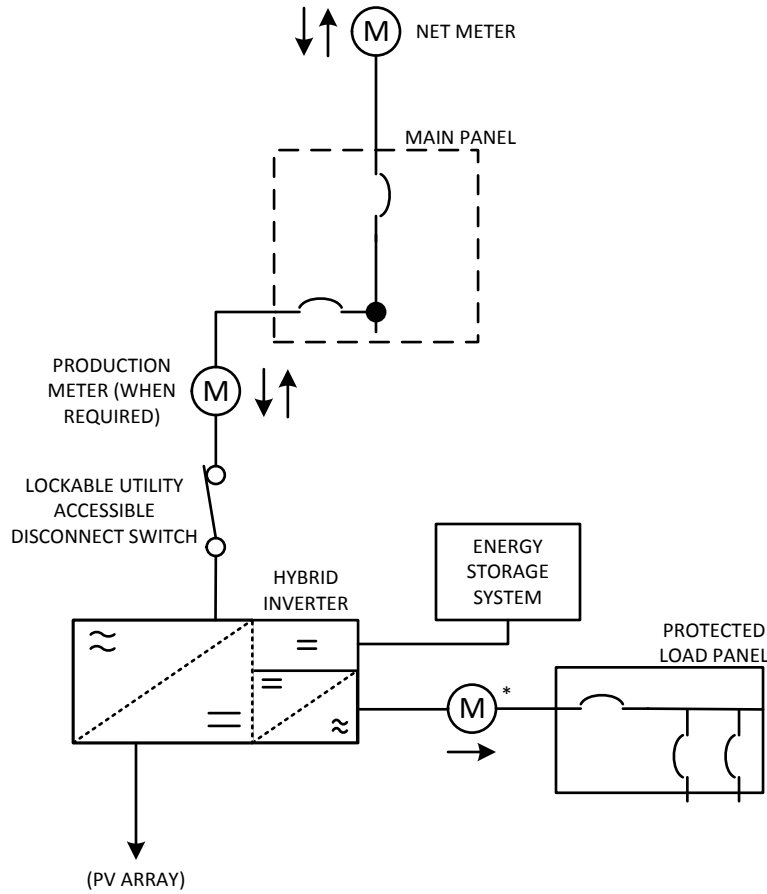 M
NET METER
MAIN PANEL
PRODUCTION
METER (WHEN
REQUIRED)
M
LOCKABLE UTILITY
ACCESSIBLE
DISCONNECT SWITCH
HYBRID
INVERTER
ENERGY
STORAGE
SYSTEM
PROTECTED
LOAD PANEL
M *
(PV ARRAY)